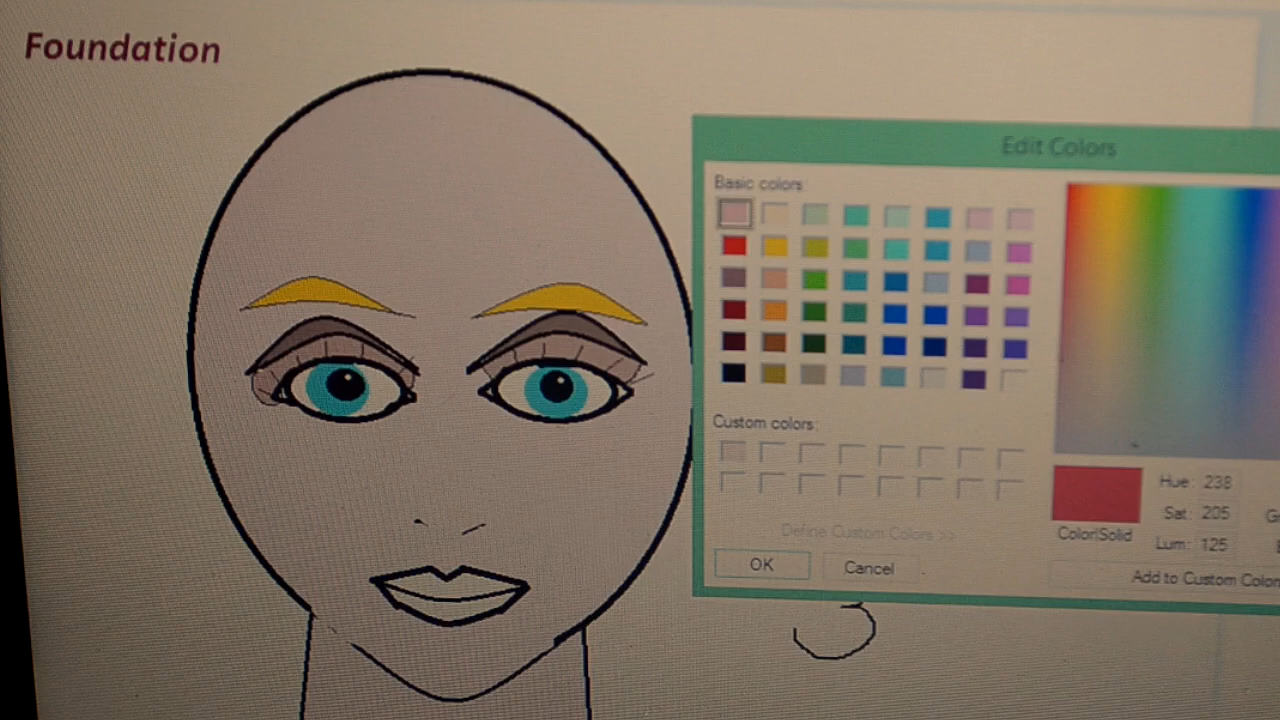 Foundation
Edit Colors
Basic colors:
Custom colors:
Define Custom Colors >>
OK
Cancel
Color|Solid
Hue: 238
Sat: 205
Lum: 125
Add to Custom Colo